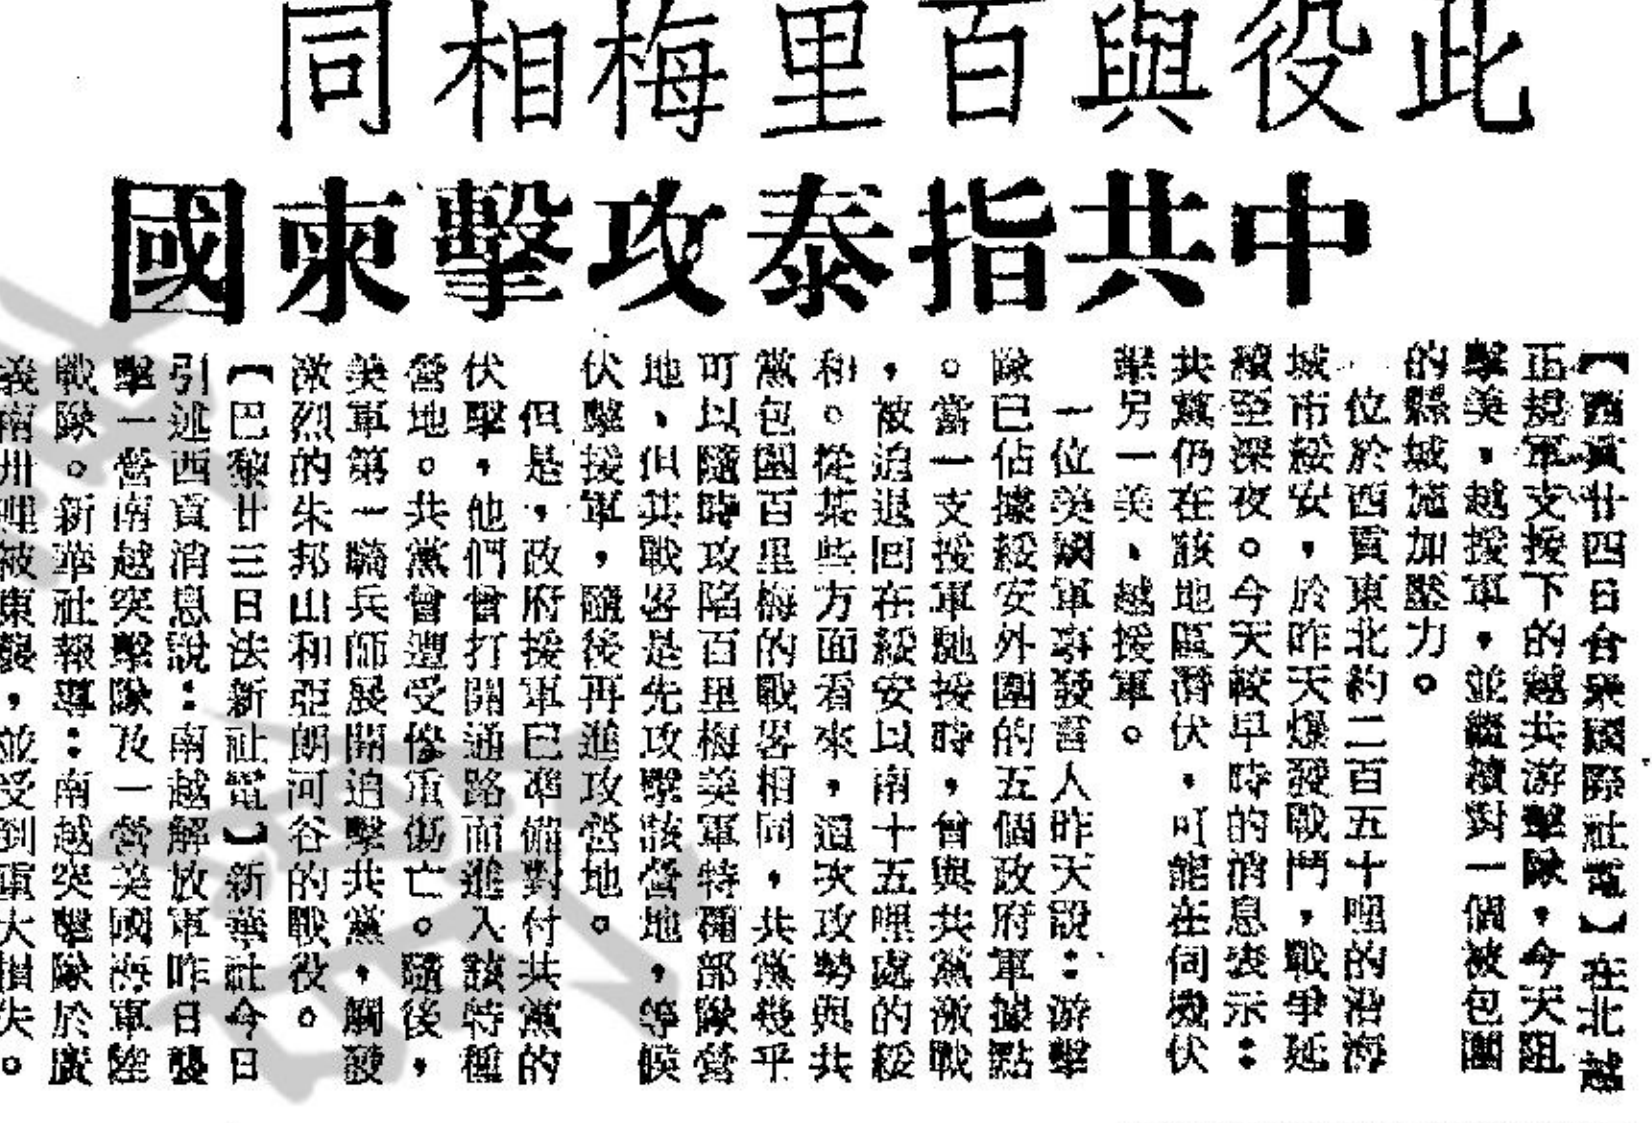 此役與百里梅相同
中共指泰攻擊柬國
【西貢廿四日合眾國際社電】在北越
正規軍支援下的越共游擊隊，今天阻
擊美，越援軍，並繼續對一個被包圍
的縣城施加壓力。
位於西貢東北約二百五十哩的沿海
城市綏安，於昨天爆發戰鬥，戰爭延
續至深夜。今天較早時的消息表示：
共黨仍在該地區潛伏，可能在伺機伏
擊另一美、越援軍。
一位美國軍事發言人昨天說：游擊
隊已佔據綏安外圍的五個政府軍據點
。當一支援軍馳援時，曾與共黨激戰
，被迫退回在綏安以南十五哩處的綏
和。從某些方面看來，這次攻勢與共
黨包圍百里梅的戰畧相同，共黨幾乎
可以隨時攻陷百里梅美軍特種部隊營
地、但其戰畧是先攻擊該營地，等候
伏擊援軍，隨後再進攻營地。
但是，政府援軍已準備對付共黨的
伏擊，他們曾打開通路而進入該特種
營地。共黨曾遭受慘重傷亡。隨後，
美軍第一騎兵師展開追擊共黨，觸發
激烈的朱邦山和亞朗河谷的戰役。
【巴黎廿三日法新社電】新華社今日
引述西貢消息說：南越解放軍昨日襲
擊一營南越突擊隊及一營美國海軍陸
戰隊。新華社報導：南越突擊隊於廣
義南卅哩被東襲，並受到重大損失。